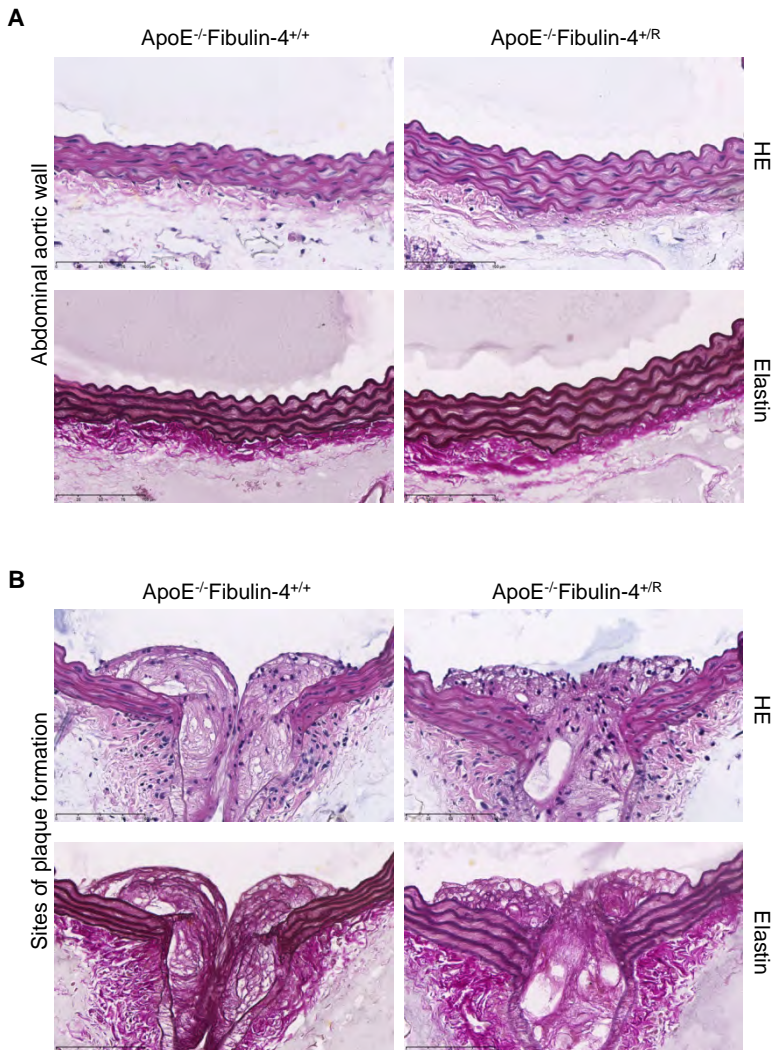 A
ApoE-/-Fibulin-4+/+
ApoE-/-Fibulin-4+/R
Abdominal aortic wall
HE
Elastin
B
ApoE-/-Fibulin-4+/+
ApoE-/-Fibulin-4+/R
Sites of plaque formation
HE
Elastin